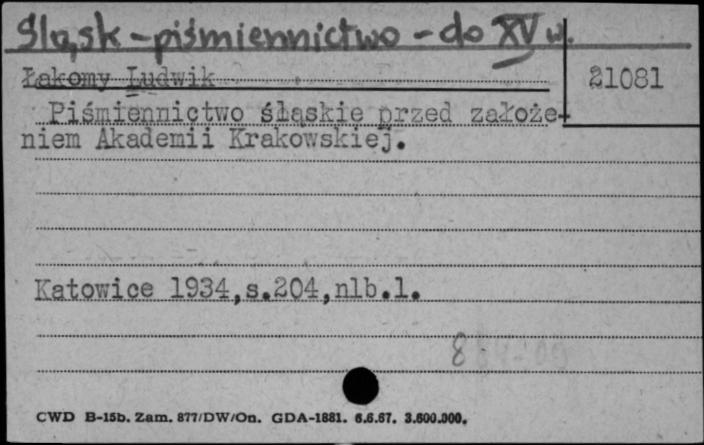 Śląsk - piśmiennictwo - do XV w.
Łakomy Ludwik
21081
Piśmiennictwo śląskie przed założe-
niem Akademii Krakowskiej.
Katowice 1934,s.204,nlb.1.
CWD B-15b. Zam. 877/DW/On. GDA-1881. 6.6.67. 3.600.000.